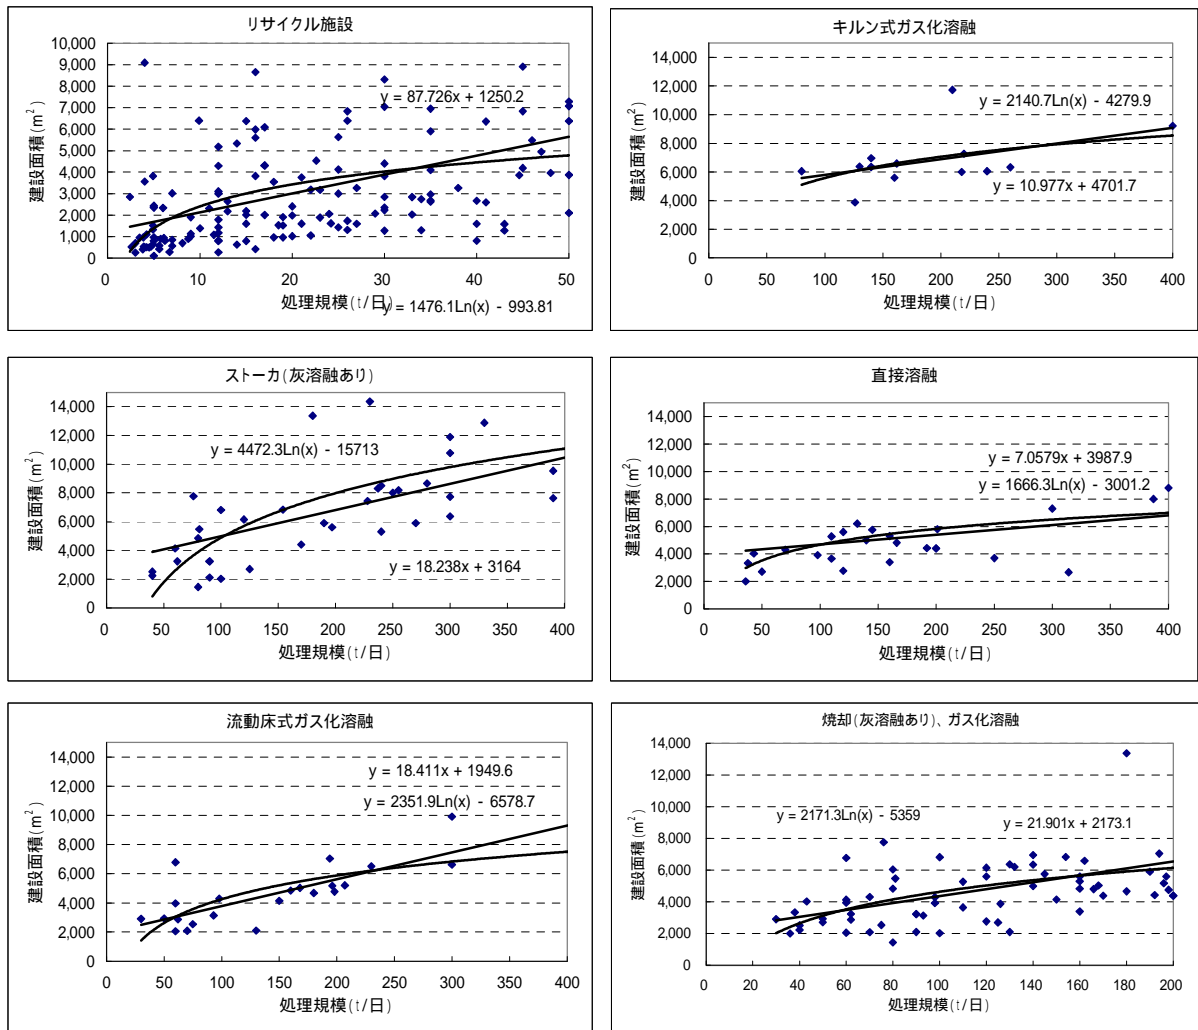 リサイクル施設
建設面積(m²)
10,000
9,000
8,000
7,000
6,000
5,000
4,000
3,000
2,000
1,000
0
y = 87.726x + 1250.2
0 10 20 30 40 50
処理規模(t/日)
y = 1476.1Ln(x) - 993.81
キルン式ガス化溶融
建設面積(m²)
14,000
12,000
10,000
8,000
6,000
4,000
2,000
0
y = 2140.7Ln(x) - 4279.9
y = 10.977x + 4701.7
0 100 200 300 400
処理規模(t/日)
ストーカ(灰溶融あり)
建設面積(m²)
14,000
12,000
10,000
8,000
6,000
4,000
2,000
0
y = 4472.3Ln(x) - 15713
y = 18.238x + 3164
0 50 100 150 200 250 300 350 400
処理規模(t/日)
直接溶融
建設面積(m²)
14,000
12,000
10,000
8,000
6,000
4,000
2,000
0
y = 7.0579x + 3987.9
y = 1666.3Ln(x) - 3001.2
0 50 100 150 200 250 300 350 400
処理規模(t/日)
流動床式ガス化溶融
建設面積(m²)
14,000
12,000
10,000
8,000
6,000
4,000
2,000
0
y = 18.411x + 1949.6
y = 2351.9Ln(x) - 6578.7
0 50 100 150 200 250 300 350 400
処理規模(t/日)
焼却(灰溶融あり)、ガス化溶融
建設面積(m²)
14,000
12,000
10,000
8,000
6,000
4,000
2,000
0
y = 2171.3Ln(x) - 5359
y = 21.901x + 2173.1
0 20 40 60 80 100 120 140 160 180 200
処理規模(t/日)